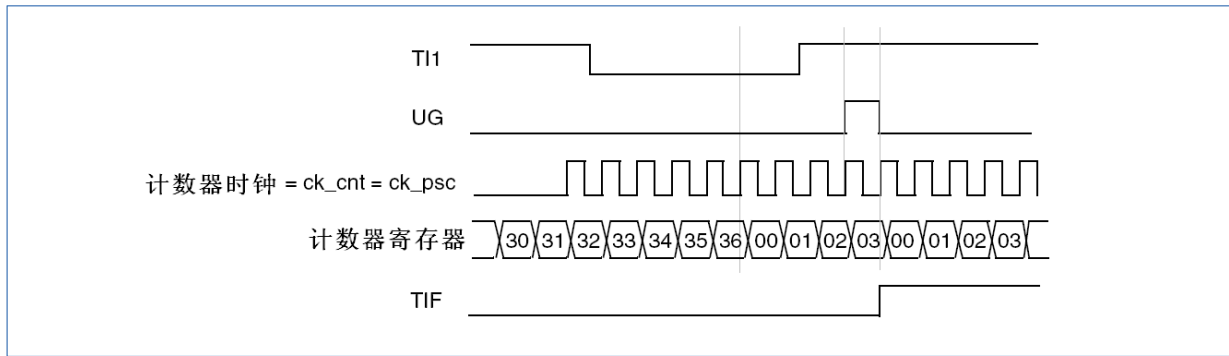 TI1
UG
计数器时钟 = ck_cnt = ck_psc
计数器寄存器 30 31 32 33 34 35 36 00 01 02 03 00 01 02 03
TIF